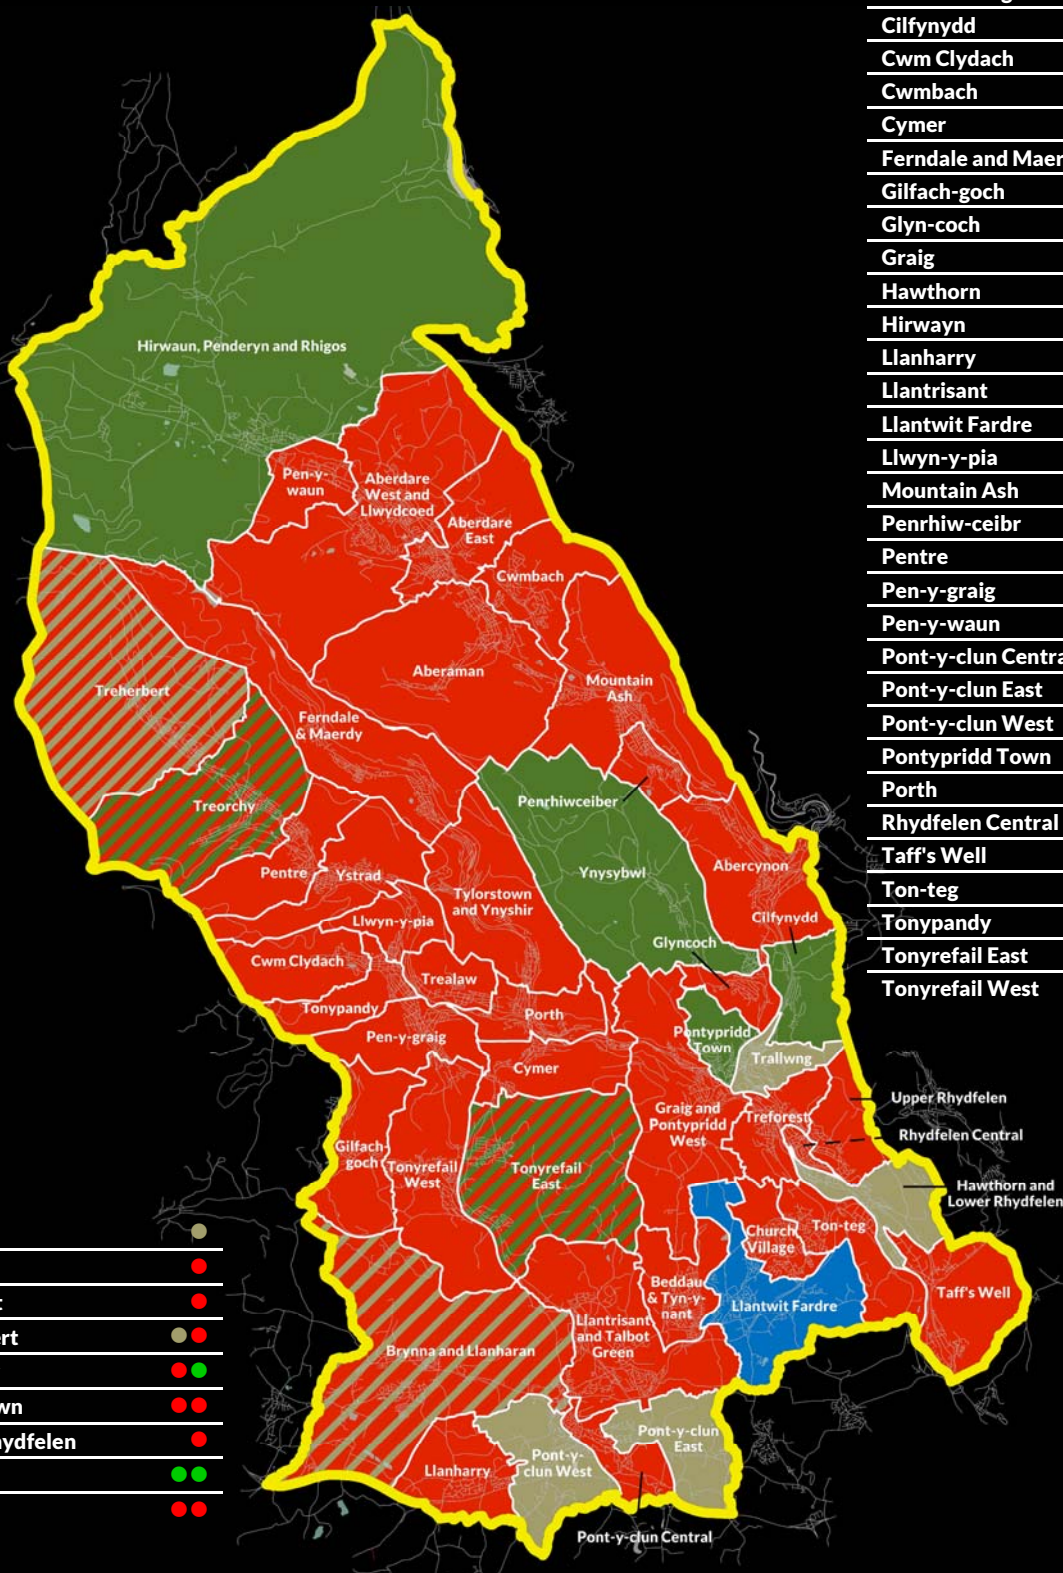 Cilfynydd
Cwm Clydach
Cwmbach
Cymer
Ferndale and Maer
Gilfach-goch
Glyn-coch
Graig
Hawthorn
Hirwayn
Llanharry
Llantrisant
Llantwit Fardre
Llwyn-y-pia
Mountain Ash
Penrhiw-ceibr
Pentre
Pen-y-graig
Pen-y-waun
Pont-y-clun Centra
Pont-y-clun East
Pont-y-clun West
Pontypridd Town
Porth
Rhydfelen Central
Taff's Well
Ton-teg
Tonypandy
Tonyrefail East
Tonyrefail West
Hirwaun, Penderyn and Rhigos
Pen-y-
waun
Aberdare
West and
Llwydcoed
Aberdare
East
Cwmbach
Aberaman
Mountain
Ash
Treherbert
Ferndale
& Maerdy
Treorchy
Penrhiwceiber
Ynysybwl
Abercynon
Pentre
Ystrad
Tylorstown
and Ynyshir
Llwyn-y-pia
Cilfynydd
Glyncoch
Cwm Clydach
Trealaw
Tonypandy
Porth
Pen-y-graig
Pontypridd
Town
Trallwng
Cymer
Upper Rhydfelen
Graig and
Pontypridd
West
Treforest
Rhydfelen Central
Gilfach-
goch
Tonyrefail
West
Tonyrefail
East
Hawthorn and
Lower Rhydfelen
Church
Village
Ton-teg
Beddau
& Tyn-y-
nant
Llantwit Fardre
Taff's Well
Llantrisant
and Talbot
Green
Brynna and Llanharan
Pont-y-clun
East
Llanharry
Pont-y-
clun West
Pont-y-clun Central
t
ert
wn
hydfelen